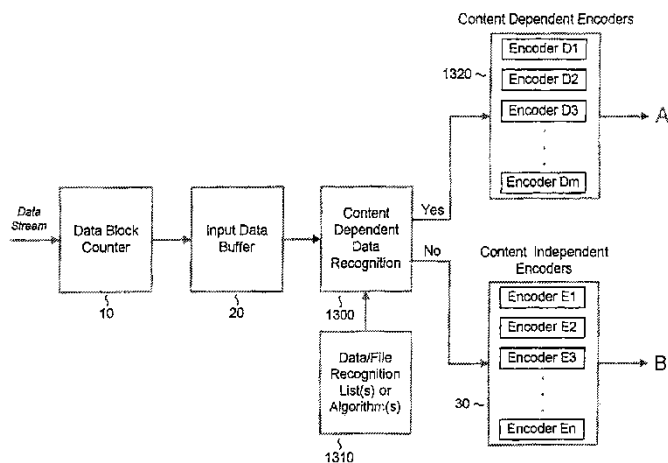 Content Dependent Encoders
Encoder D1
1320
Encoder D2
Encoder D3
Encoder Dm
A
Data
Stream
Data Block
Counter
10
Input Data
Buffer
20
Content
Dependent
Data
Recognition
1300
Yes
No
Data/File
Recognition
List(s) or
Algorithm(s)
1310
Content Independent
Encoders
Encoder E1
Encoder E2
Encoder E3
30
Encoder En
B